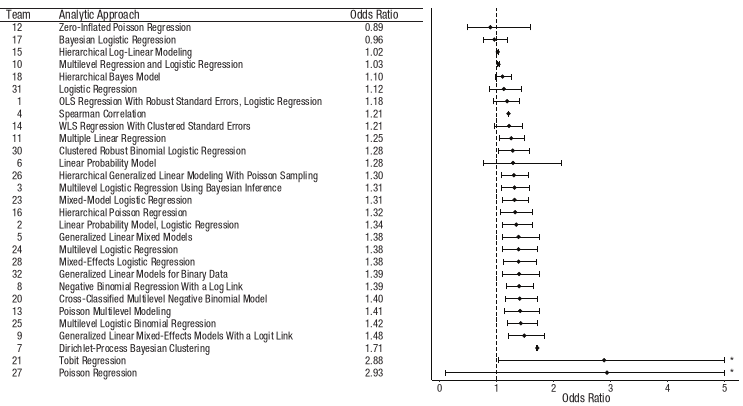 Team Analytic Approach Odds Ratio
12 Zero-Inflated Poisson Regression 0.89
17 Bayesian Logistic Regression 0.96
15 Hierarchical Log-Linear Modeling 1.02
10 Multilevel Regression and Logistic Regression 1.03
18 Hierarchical Bayes Model 1.10
31 Logistic Regression 1.12
1 OLS Regression With Robust Standard Errors, Logistic Regression 1.18
4 Spearman Correlation 1.21
14 WLS Regression With Clustered Standard Errors 1.21
11 Multiple Linear Regression 1.25
30 Clustered Robust Binomial Logistic Regression 1.28
6 Linear Probability Model 1.28
26 Hierarchical Generalized Linear Modeling With Poisson Sampling 1.30
3 Multilevel Logistic Regression Using Bayesian Inference 1.31
23 Mixed-Model Logistic Regression 1.31
16 Hierarchical Poisson Regression 1.32
2 Linear Probability Model, Logistic Regression 1.34
5 Generalized Linear Mixed Models 1.38
24 Multilevel Logistic Regression 1.38
28 Mixed-Effects Logistic Regression 1.38
32 Generalized Linear Models for Binary Data 1.39
8 Negative Binomial Regression With a Log Link 1.39
20 Cross-Classified Multilevel Negative Binomial Model 1.40
13 Poisson Multilevel Modeling 1.41
25 Multilevel Logistic Binomial Regression 1.42
9 Generalized Linear Mixed-Effects Models With a Logit Link 1.48
7 Dirichlet-Process Bayesian Clustering 1.71
21 Tobit Regression 2.88 *
27 Poisson Regression 2.93 *
0 1 2 3 4 5
Odds Ratio